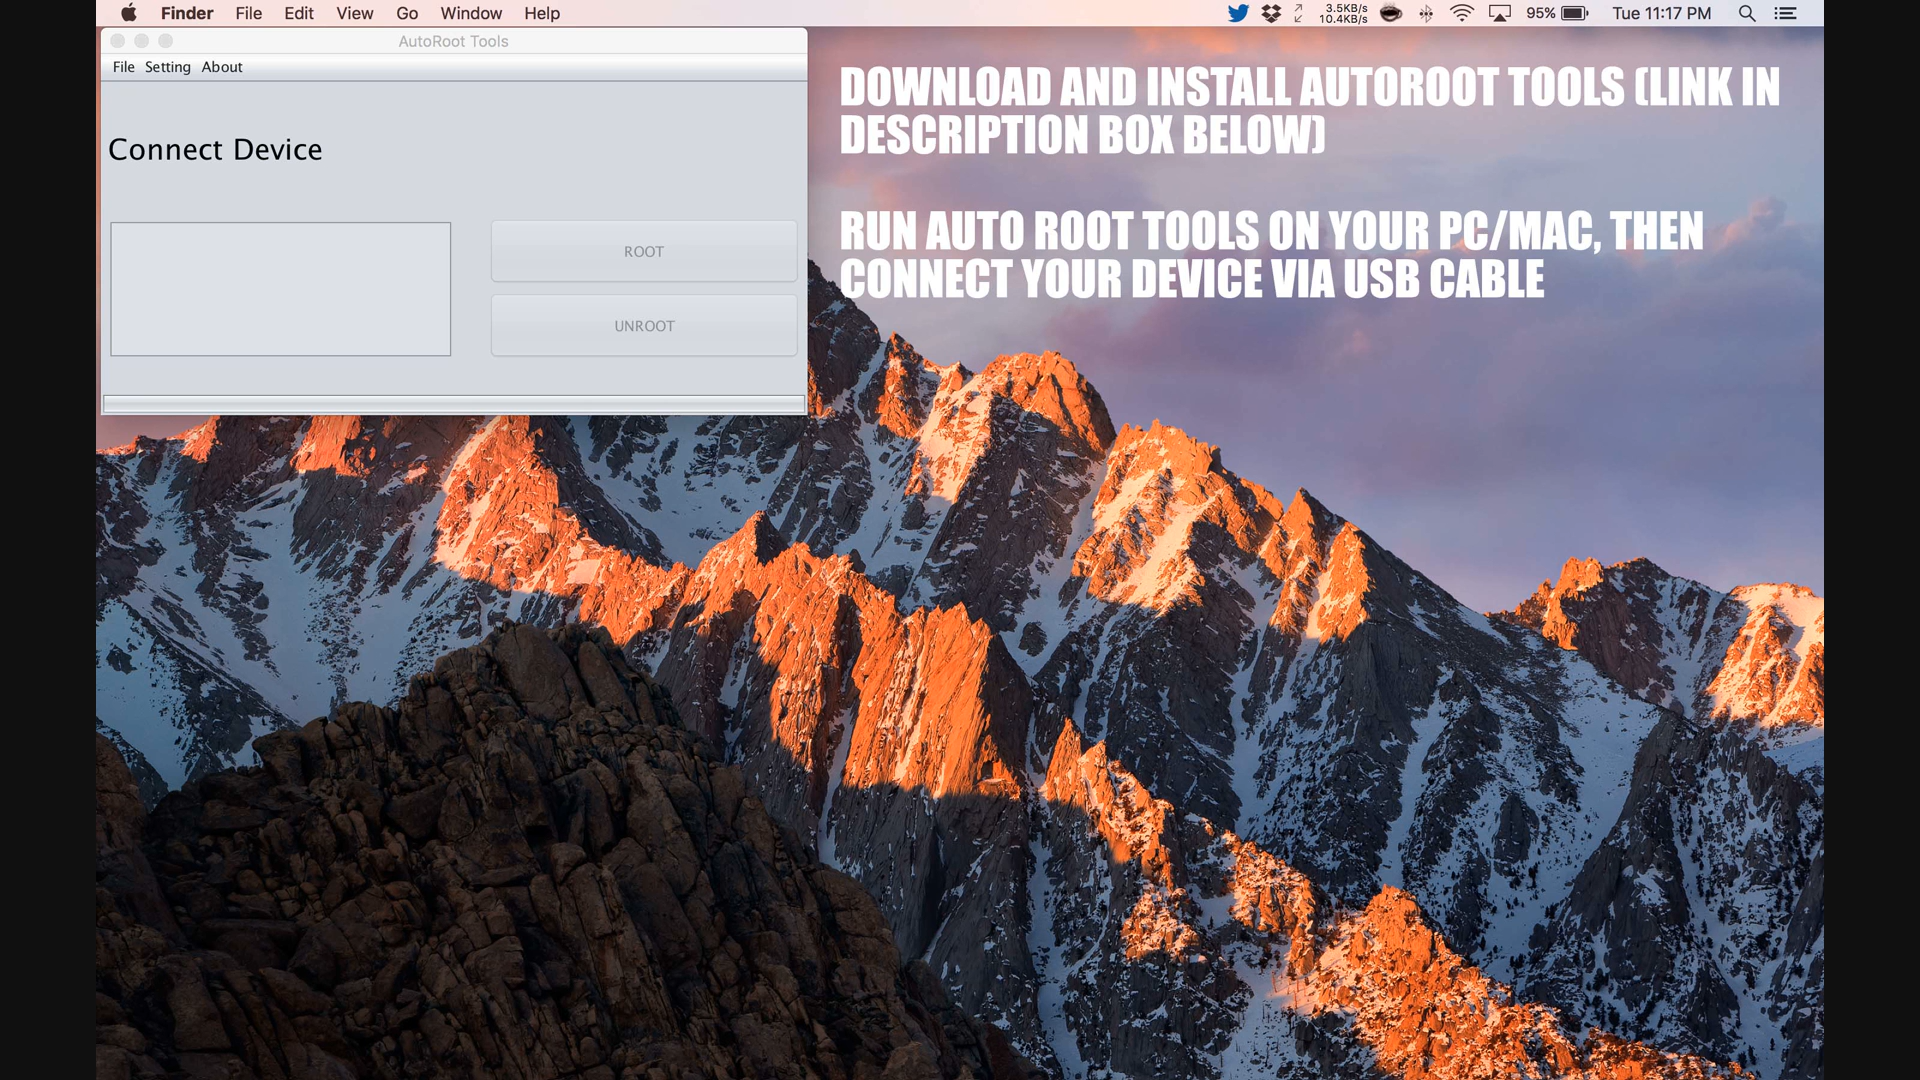 Finder File Edit View Go Window Help 3.5KB/s 10.4KB/s 95% Tue 11:17 PM
AutoRoot Tools
File Setting About
Connect Device
ROOT
UNROOT
DOWNLOAD AND INSTALL AUTOROOT TOOLS (LINK IN
DESCRIPTION BOX BELOW)
RUN AUTO ROOT TOOLS ON YOUR PC/MAC, THEN
CONNECT YOUR DEVICE VIA USB CABLE